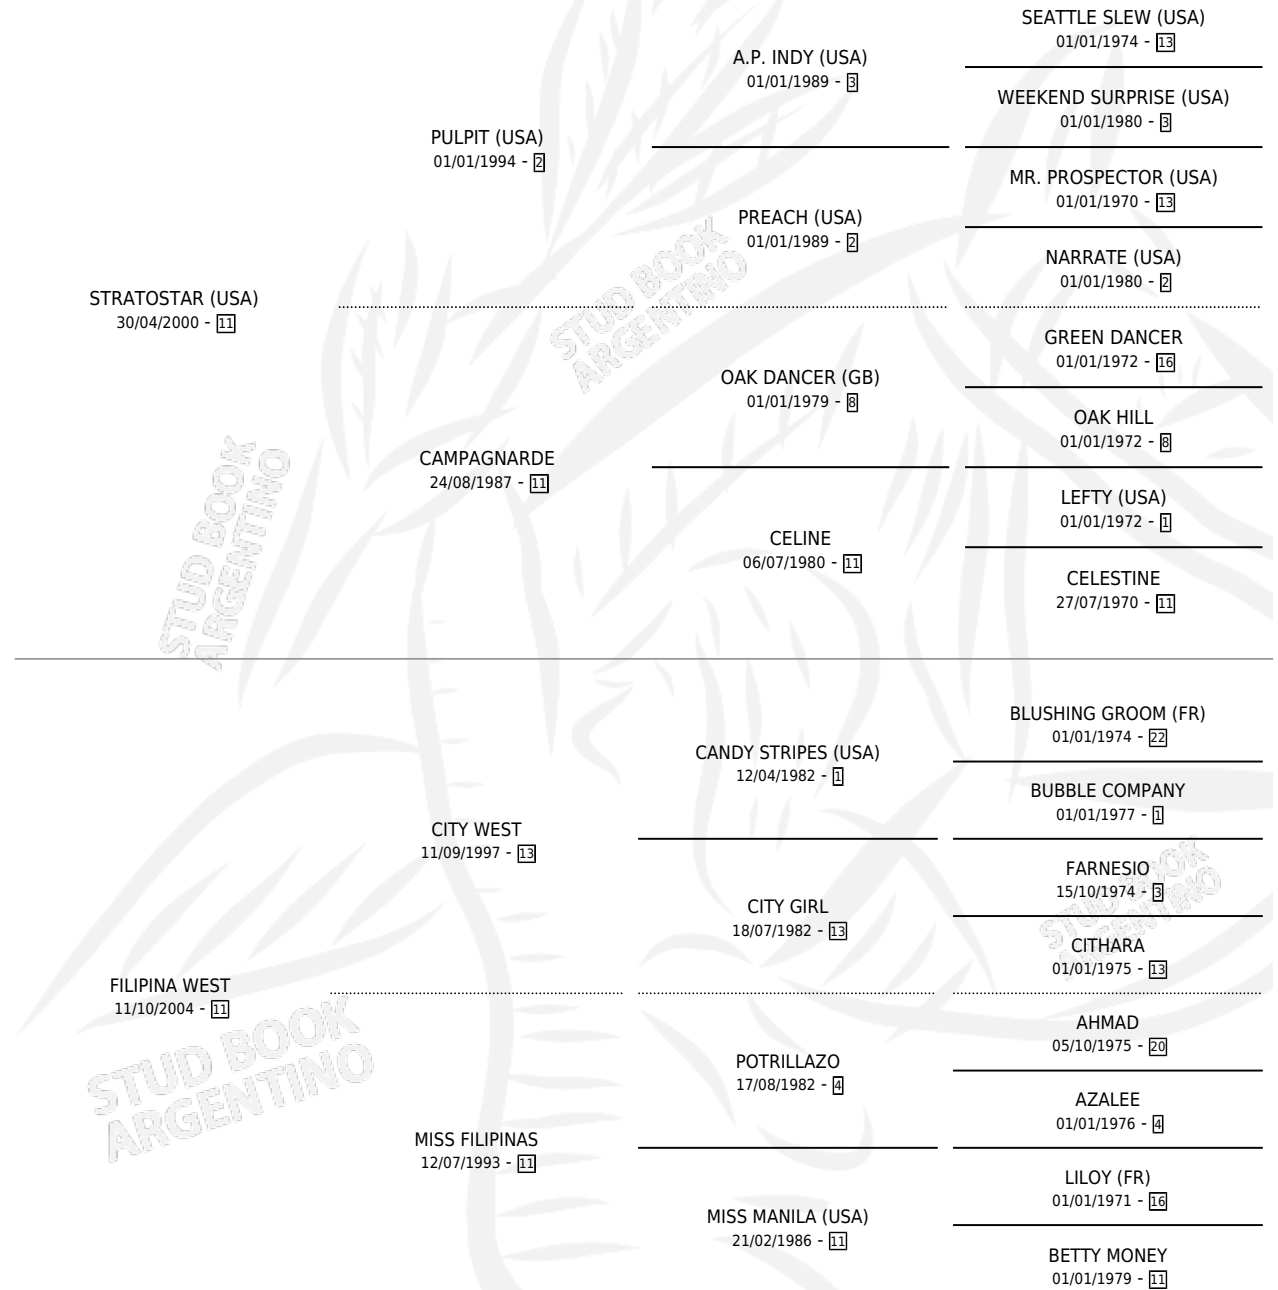 SEATTLE SLEW (USA)
01/01/1974 - 13
A.P. INDY (USA)
01/01/1989 - 3
WEEKEND SURPRISE (USA)
01/01/1980 - 3
PULPIT (USA)
01/01/1994 - 2
MR. PROSPECTOR (USA)
01/01/1970 - 13
PREACH (USA)
01/01/1989 - 2
NARRATE (USA)
01/01/1980 - 2
STRATOSTAR (USA)
30/04/2000 - 11
GREEN DANCER
01/01/1972 - 16
OAK DANCER (GB)
01/01/1979 - 8
OAK HILL
01/01/1972 - 8
CAMPAGNARDE
24/08/1987 - 11
LEFTY (USA)
01/01/1972 - 1
CELINE
06/07/1980 - 11
CELESTINE
27/07/1970 - 11
BLUSHING GROOM (FR)
01/01/1974 - 22
CANDY STRIPES (USA)
12/04/1982 - 1
BUBBLE COMPANY
01/01/1977 - 1
CITY WEST
11/09/1997 - 13
FARNESIO
15/10/1974 - 3
CITY GIRL
18/07/1982 - 13
CITHARA
01/01/1975 - 13
FILIPINA WEST
11/10/2004 - 11
AHMAD
05/10/1975 - 20
POTRILLAZO
17/08/1982 - 4
AZALEE
01/01/1976 - 4
MISS FILIPINAS
12/07/1993 - 11
LILOY (FR)
01/01/1971 - 16
MISS MANILA (USA)
21/02/1986 - 11
BETTY MONEY
01/01/1979 - 11
STUD BOOK
ARGENTINO
STUD BOOK
ARGENTINO
STUD BOOK
ARGENTINO
STUD BOOK
ARGENTINO